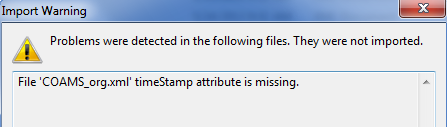 Import Warning
Problems were detected in the following files. They were not imported.
File 'COAMS_org.xml' timeStamp attribute is missing.